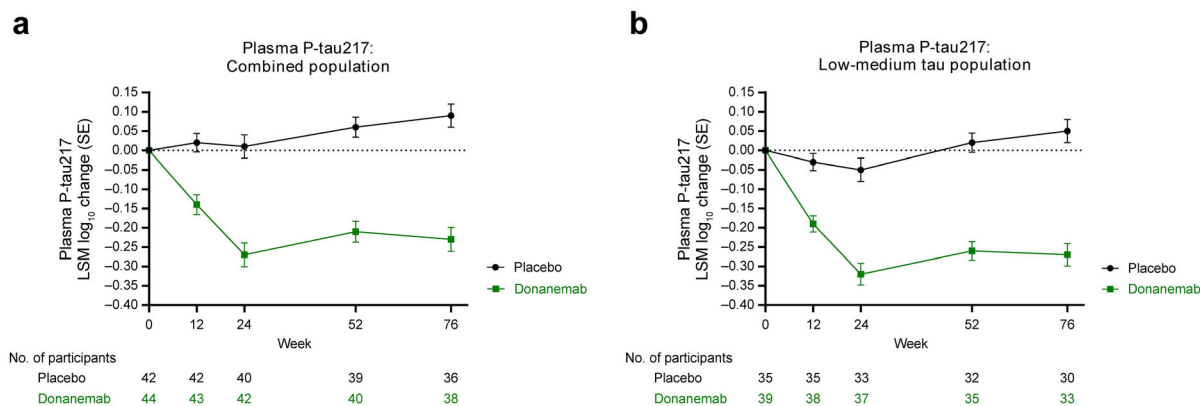 a
Plasma P-tau217:
Combined population
Plasma P-tau217
LSM log₁₀ change (SE)
0.15
0.10
0.05
0.00
−0.05
−0.10
−0.15
−0.20
−0.25
−0.30
−0.35
−0.40
0 12 24 52 76
Week
Placebo
Donanemab
No. of participants
Placebo 42 42 40 39 36
Donanemab 44 43 42 40 38
b
Plasma P-tau217:
Low-medium tau population
Plasma P-tau217
LSM log₁₀ change (SE)
0.15
0.10
0.05
0.00
−0.05
−0.10
−0.15
−0.20
−0.25
−0.30
−0.35
−0.40
0 12 24 52 76
Week
Placebo
Donanemab
No. of participants
Placebo 35 35 33 32 30
Donanemab 39 38 37 35 33